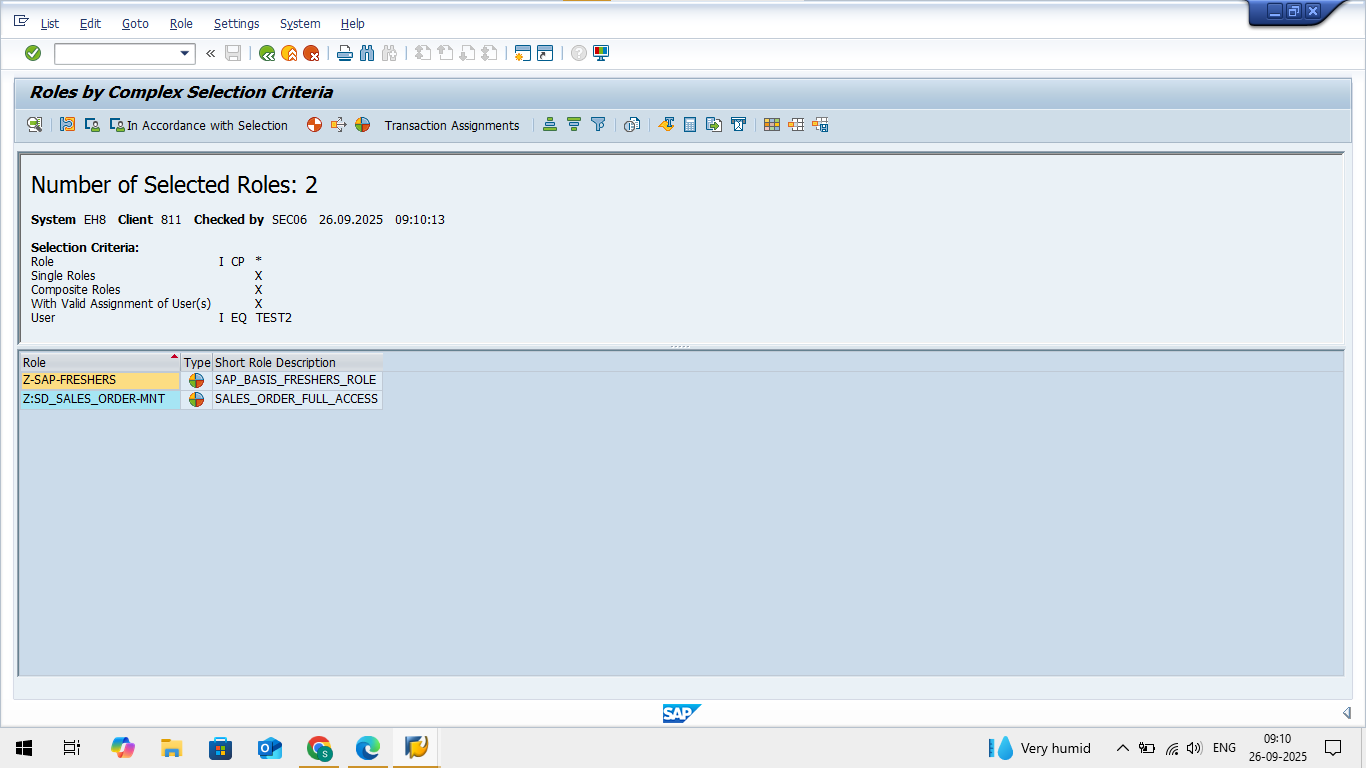 List Edit Goto Role Settings System Help
Roles by Complex Selection Criteria
In Accordance with Selection Transaction Assignments
Number of Selected Roles: 2
System EH8 Client 811 Checked by SEC06 26.09.2025 09:10:13
Selection Criteria:
Role I CP *
Single Roles X
Composite Roles X
With Valid Assignment of User(s) X
User I EQ TEST2
Role Type Short Role Description
Z-SAP-FRESHERS SAP_BASIS_FRESHERS_ROLE
Z:SD_SALES_ORDER-MNT SALES_ORDER_FULL_ACCESS
SAP
Very humid ENG 09:10
26-09-2025